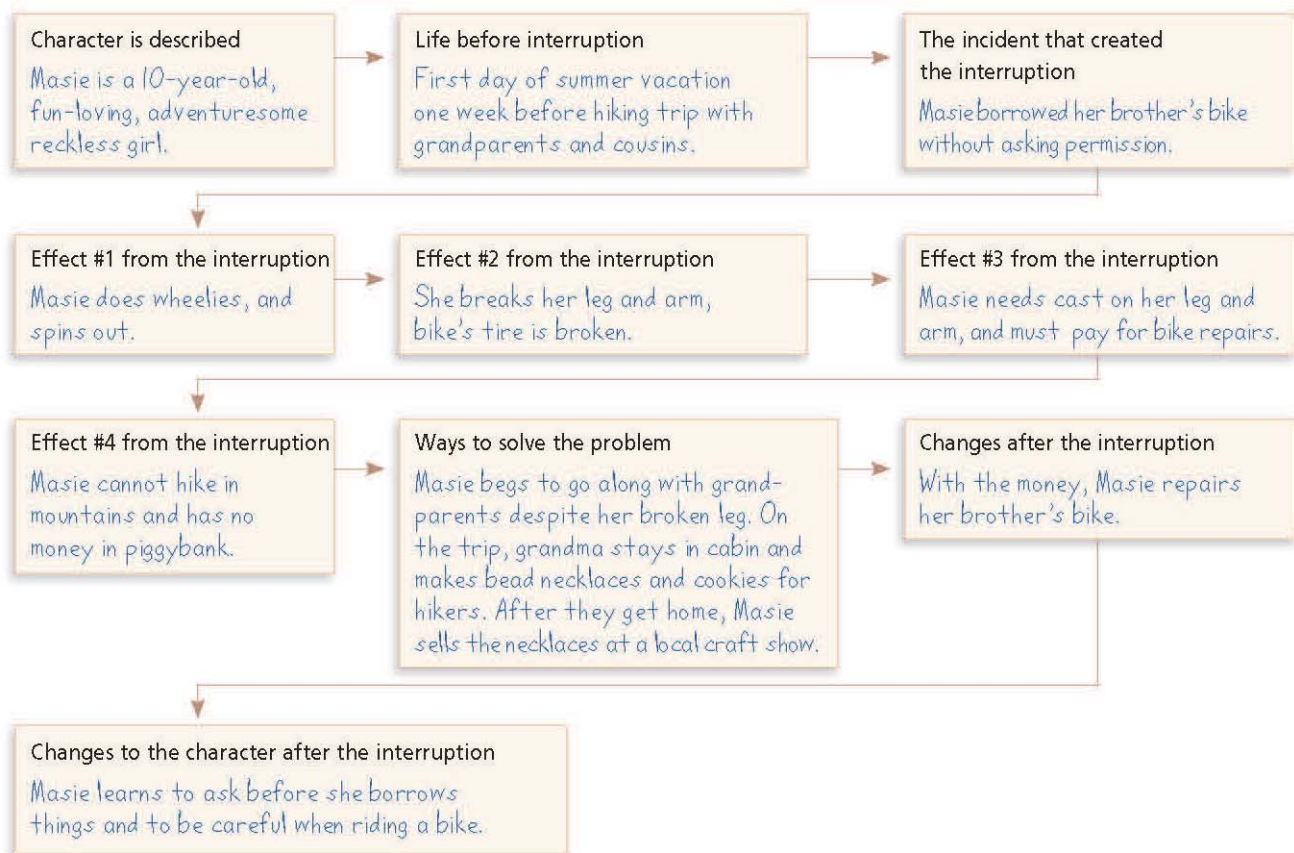 Character is described
Masie is a 10-year-old,
fun-loving, adventuresome
reckless girl.
Life before interruption
First day of summer vacation
one week before hiking trip with
grandparents and cousins.
The incident that created
the interruption
Masie borrowed her brother's bike
without asking permission.
Effect #1 from the interruption
Masie does wheelies, and
spins out.
Effect #2 from the interruption
She breaks her leg and arm,
bike's tire is broken.
Effect #3 from the interruption
Masie needs cast on her leg and
arm, and must pay for bike repairs.
Effect #4 from the interruption
Masie cannot hike in
mountains and has no
money in piggybank.
Ways to solve the problem
Masie begs to go along with grand-
parents despite her broken leg. On
the trip, grandma stays in cabin and
makes bead necklaces and cookies for
hikers. After they get home, Masie
sells the necklaces at a local craft show.
Changes after the interruption
With the money, Masie repairs
her brother's bike.
Changes to the character after the interruption
Masie learns to ask before she borrows
things and to be careful when riding a bike.